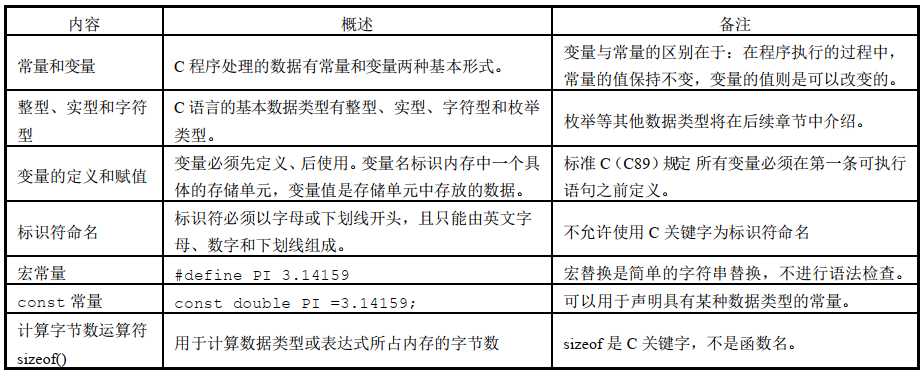 内容 概述 备注
常量和变量 C 程序处理的数据有常量和变量两种基本形式。 变量与常量的区别在于：在程序执行的过程中，
常量的值保持不变，变量的值则是可以改变的。
整型、实型和字符 C 语言的基本数据类型有整型、实型、字符型和枚举
型 类型。 枚举等其他数据类型将在后续章节中介绍。
变量的定义和赋值 变量必须先定义、后使用。变量名标识内存中一个具
体的存储单元，变量值是存储单元中存放的数据。
标准 C（C89）规定 所有变量必须在第一条可执行
语句之前定义。
标识符命名 标识符必须以字母或下划线开头，且只能由英文字
母、数字和下划线组成。 不允许使用 C 关键字为标识符命名
宏常量 #define PI 3.14159 宏替换是简单的字符串替换，不进行语法检查。
const 常量 const double PI =3.14159; 可以用于声明具有某种数据类型的常量。
计算字节数运算符
sizeof() 用于计算数据类型或表达式所占内存的字节数 sizeof 是 C 关键字，不是函数名。